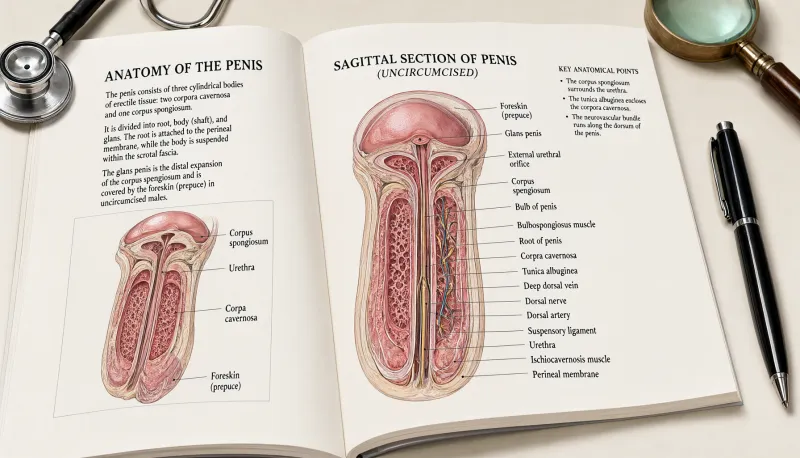 ANATOMY OF THE PENIS
The penis consists of three cylindrical bodies
of erectile tissue: two corpora cavernosa
and one corpus spongiosum.
It is divided into root, body (shaft), and
glans. The root is attached to the perineal
membrane, while the body is suspended
within the scrotal fascia.
The glans penis is the distal expansion
of the corpus spongiosum and is
covered by the foreskin (prepuce) in
uncircumcised males.
Corpus
spongiosum
Urethra
Corpa
cavernosa
Foreskin
(prepuce)
SAGITTAL SECTION OF PENIS
(UNCIRCUMCISED)
Foreskin
(prepuce)
Glans penis
External urethral
orifice
Corpus
spengiosum
Bulb of penis
Bulbospongiosus muscle
Root of penis
Corpra cavernosa
Tunica albuginea
Deep dorsal vein
Dorsal nerve
Dorsal artery
Suspensory ligament
Urethra
Ischiocavernosis muscle
Perineal membrane
KEY ANATOMICAL POINTS
• The corpus spongiosum
surrounds the urethra.
• The tunica albuginea encloses
the corpora cavernosa.
• The neurovascular bundle
runs along the dorsum of
the penis.